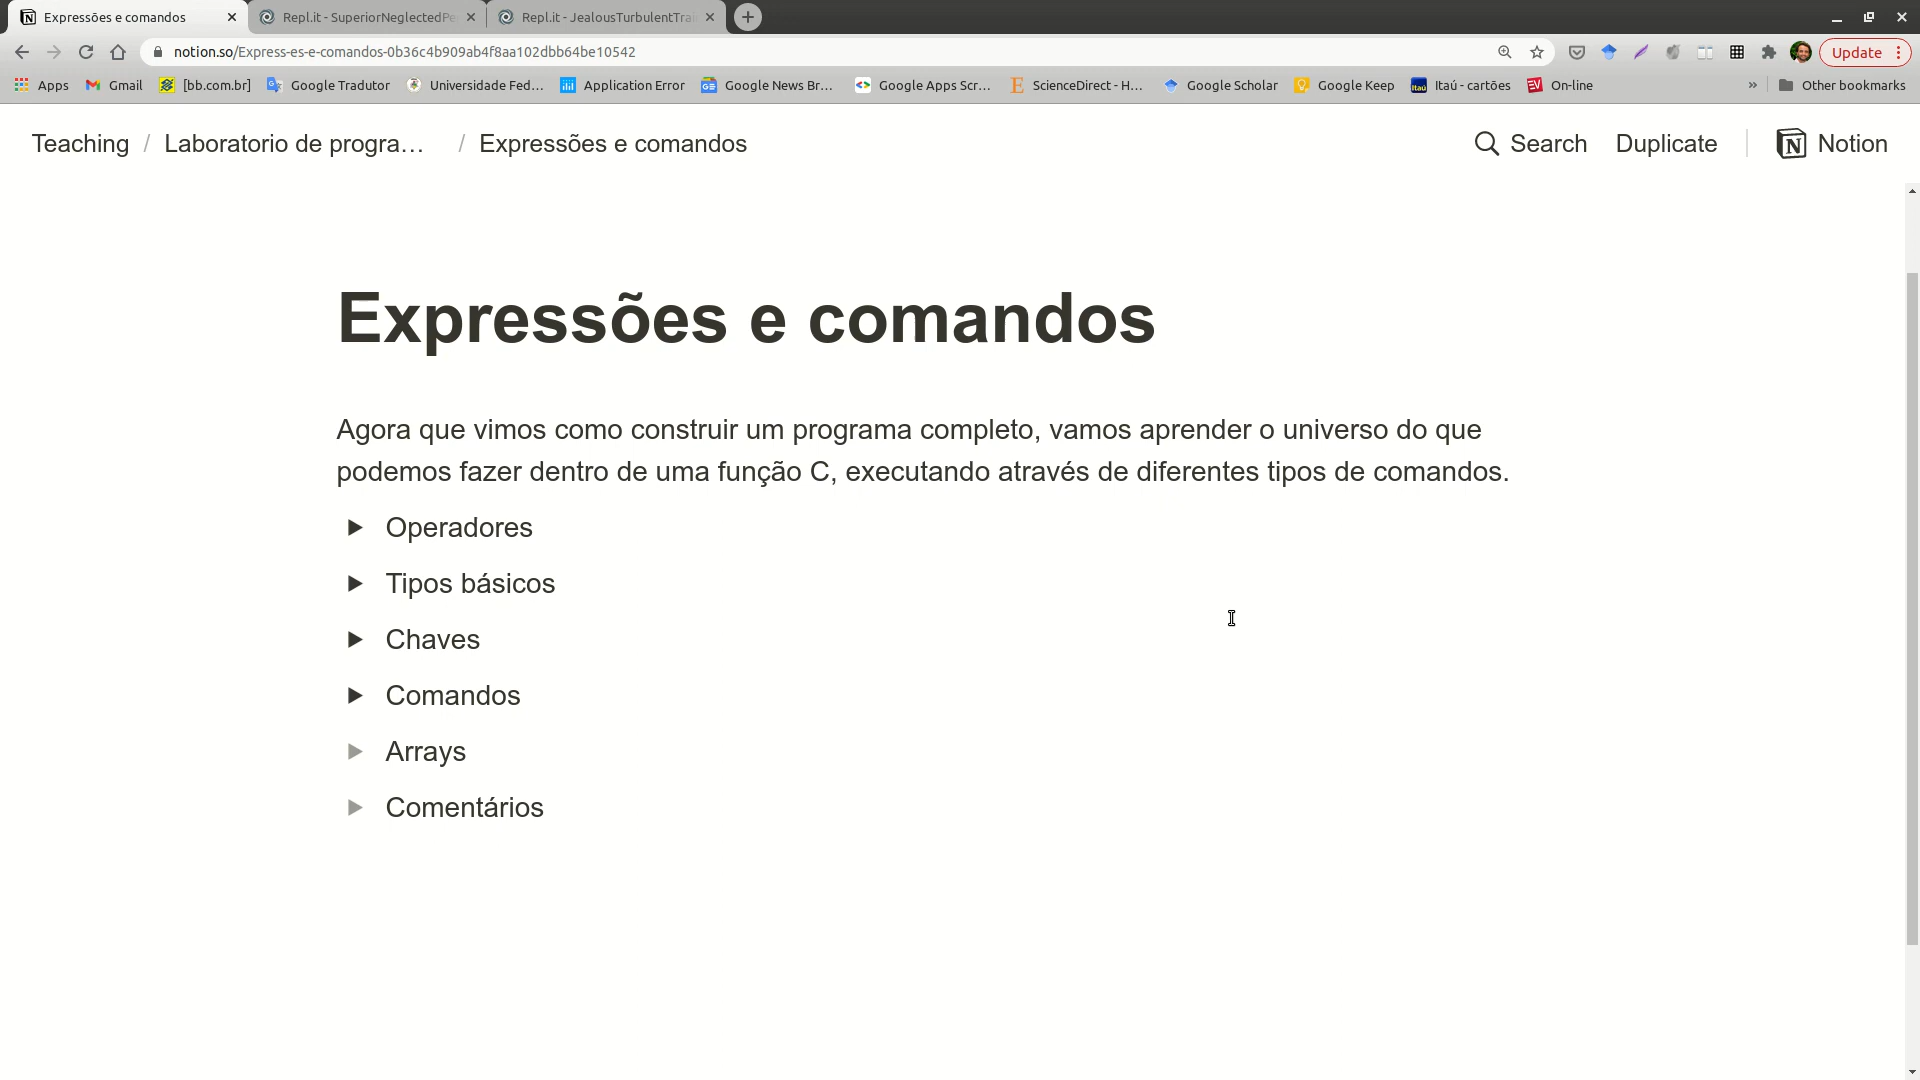 Expressões e comandos
Repl.it - SuperiorNeglectedPe
Repl.it - JealousTurbulentTrai
notion.so/Express-es-e-comandos-0b36c4b909ab4f8aa102dbb64be10542
Update
Apps
Gmail
[bb.com.br]
Google Tradutor
Universidade Fed...
Application Error
Google News Br...
Google Apps Scr...
ScienceDirect - H...
Google Scholar
Google Keep
Itaú - cartões
On-line
»
Other bookmarks
Teaching / Laboratorio de progra... / Expressões e comandos
Search
Duplicate
Notion
Expressões e comandos
Agora que vimos como construir um programa completo, vamos aprender o universo do que
podemos fazer dentro de uma função C, executando através de diferentes tipos de comandos.
Operadores
Tipos básicos
Chaves
Comandos
Arrays
Comentários